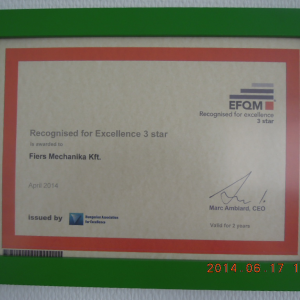 EFQM
Recognised for excellence
3 star
Recognised for Excellence 3 star
is awarded to
Fiers Mechanika Kft.
April 2014
Marc Amblard, CEO
issued by
Valid for 2 years
2014.06.17 1